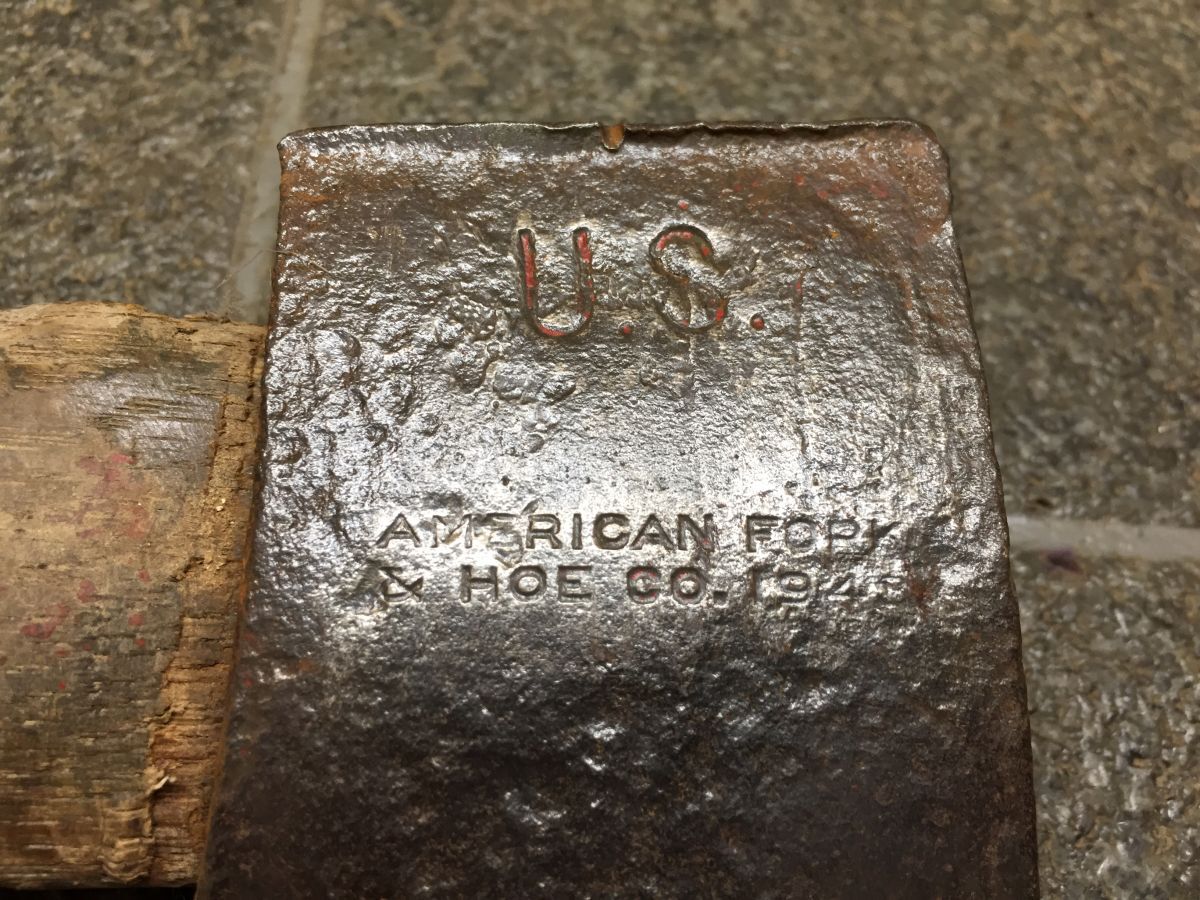 U.S.
AMERICAN FORK
& HOE CO.